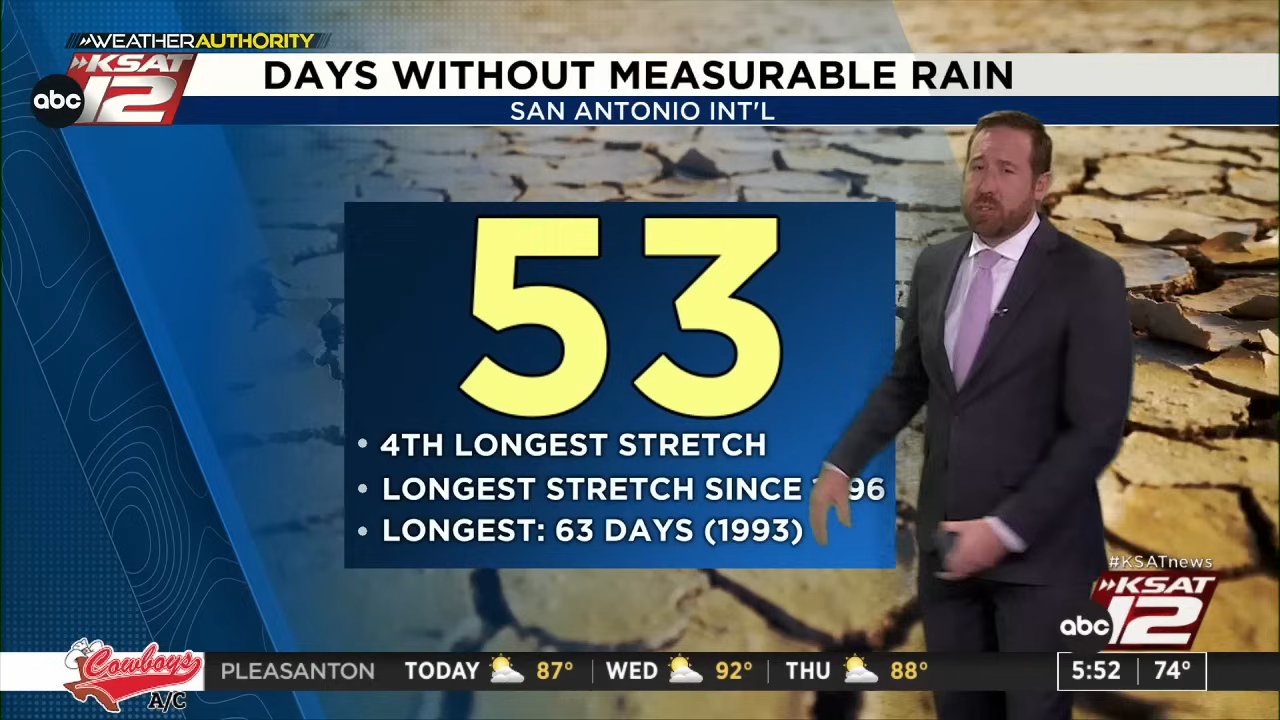 WEATHERAUTHORITY
KSAT
abc 12
DAYS WITHOUT MEASURABLE RAIN
SAN ANTONIO INT'L
53
• 4TH LONGEST STRETCH
• LONGEST STRETCH SINCE 96
• LONGEST: 63 DAYS (1993)
#KSATnews
KSAT
abc 12
Cowboys
A/C
PLEASANTON TODAY 87° WED 92° THU 88° 5:52 74°